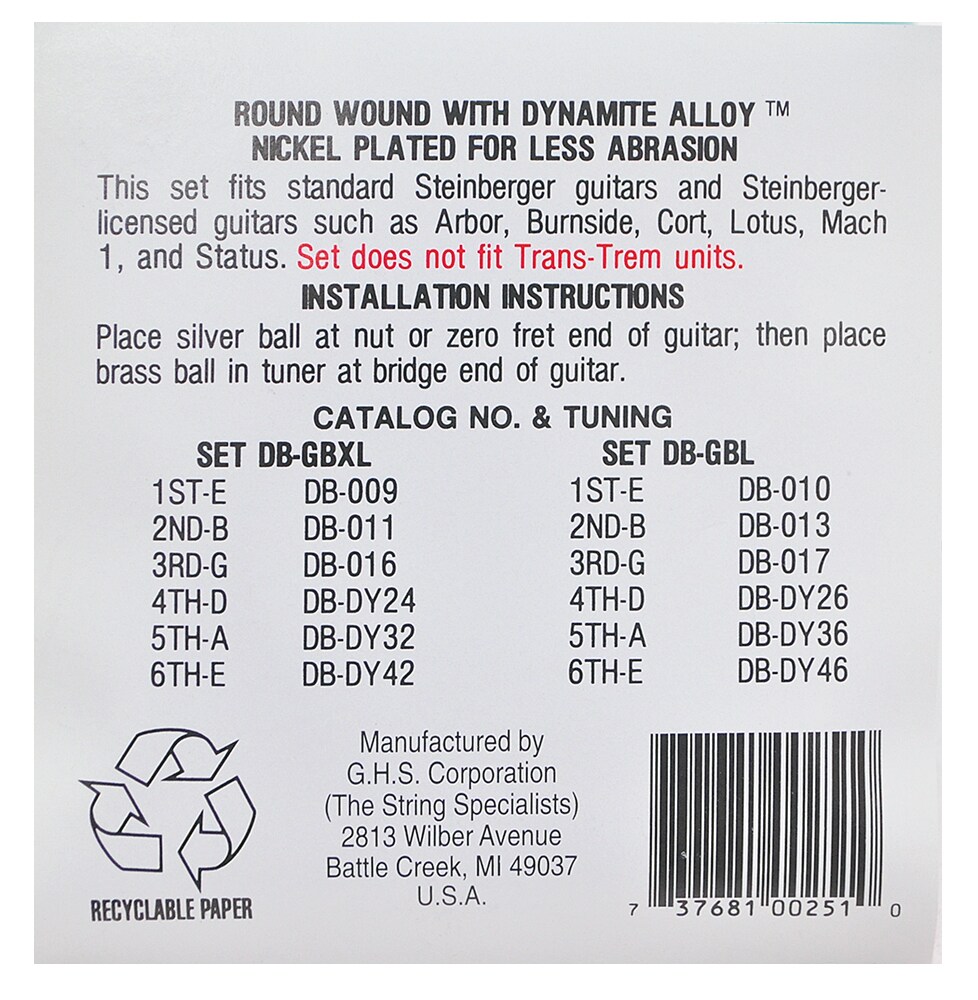 ROUND WOUND WITH DYNAMITE ALLOY ™
NICKEL PLATED FOR LESS ABRASION
This set fits standard Steinberger guitars and Steinberger-
licensed guitars such as Arbor, Burnside, Cort, Lotus, Mach
1, and Status. Set does not fit Trans-Trem units.
INSTALLATION INSTRUCTIONS
Place silver ball at nut or zero fret end of guitar; then place
brass ball in tuner at bridge end of guitar.
CATALOG NO. & TUNING
SET DB-GBXL SET DB-GBL
1ST-E DB-009 1ST-E DB-010
2ND-B DB-011 2ND-B DB-013
3RD-G DB-016 3RD-G DB-017
4TH-D DB-DY24 4TH-D DB-DY26
5TH-A DB-DY32 5TH-A DB-DY36
6TH-E DB-DY42 6TH-E DB-DY46
Manufactured by
G.H.S. Corporation
(The String Specialists)
2813 Wilber Avenue
Battle Creek, MI 49037
U.S.A.
RECYCLABLE PAPER
7 37681 00251 0